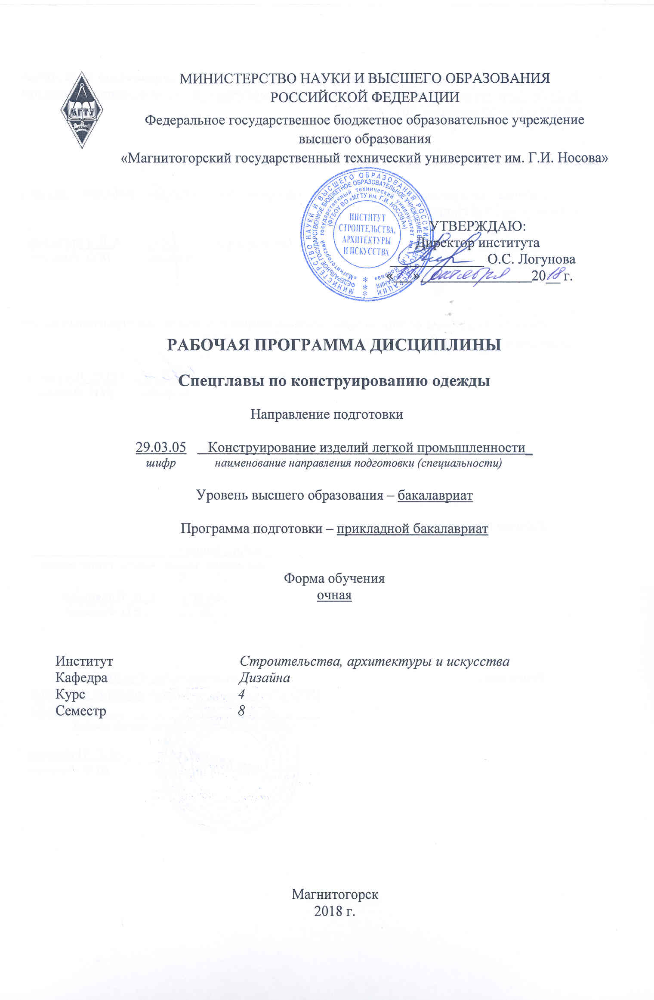 МИНИСТЕРСТВО НАУКИ И ВЫСШЕГО ОБРАЗОВАНИЯ
РОССИЙСКОЙ ФЕДЕРАЦИИ
МГТУ
Федеральное государственное бюджетное образовательное учреждение
высшего образования
«Магнитогорский государственный технический университет им. Г.И. Носова»
МИНИСТЕРСТВО НАУКИ И ВЫСШЕГО ОБРАЗОВАНИЯ РОССИЙСКОЙ ФЕДЕРАЦИИ
ФЕДЕРАЛЬНОЕ ГОСУДАРСТВЕННОЕ БЮДЖЕТНОЕ ОБРАЗОВАТЕЛЬНОЕ УЧРЕЖДЕНИЕ ВЫСШЕГО ОБРАЗОВАНИЯ
«Магнитогорский государственный технический университет им. Г.И. Носова»
(ФГБОУ ВО «МГТУ им. Г.И. НОСОВА»)
ИНСТИТУТ
СТРОИТЕЛЬСТВА,
АРХИТЕКТУРЫ
И ИСКУССТВА
УТВЕРЖДАЮ:
Директор института
О.С. Логунова
« » октября 2018 г.
РАБОЧАЯ ПРОГРАММА ДИСЦИПЛИНЫ
Спецглавы по конструированию одежды
Направление подготовки
29.03.05 Конструирование изделий легкой промышленности
шифр наименование направления подготовки (специальности)
Уровень высшего образования – бакалавриат
Программа подготовки – прикладной бакалавриат
Форма обучения
очная
Институт Строительства, архитектуры и искусства
Кафедра Дизайна
Курс 4
Семестр 8
Магнитогорск
2018 г.